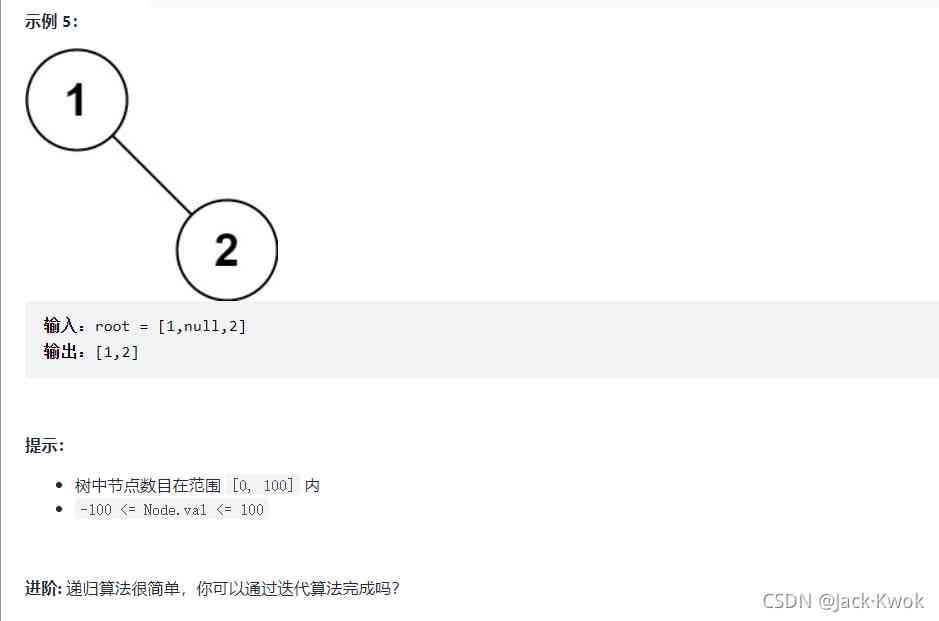 示例 5：
1
2
输入：root = [1,null,2]
输出：[1,2]
提示：
树中节点数目在范围 [0, 100] 内
-100 <= Node.val <= 100
进阶: 递归算法很简单，你可以通过迭代算法完成吗？
CSDN @Jack·Kwok